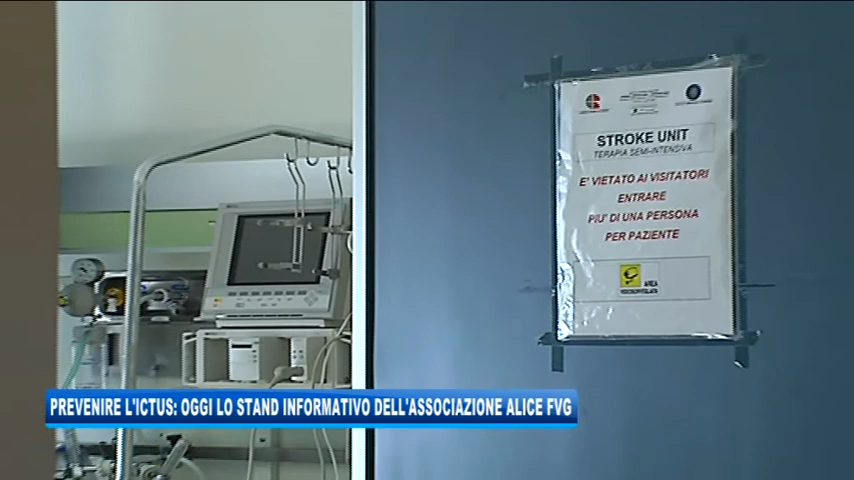 STROKE UNIT
TERAPIA SEMI-INTENSIVA
E' VIETATO AI VISITATORI
ENTRARE
PIU' DI UNA PERSONA
PER PAZIENTE
AREA
VIDEOSORVEGLIATA
PREVENIRE L'ICTUS: OGGI LO STAND INFORMATIVO DELL'ASSOCIAZIONE ALICE FVG